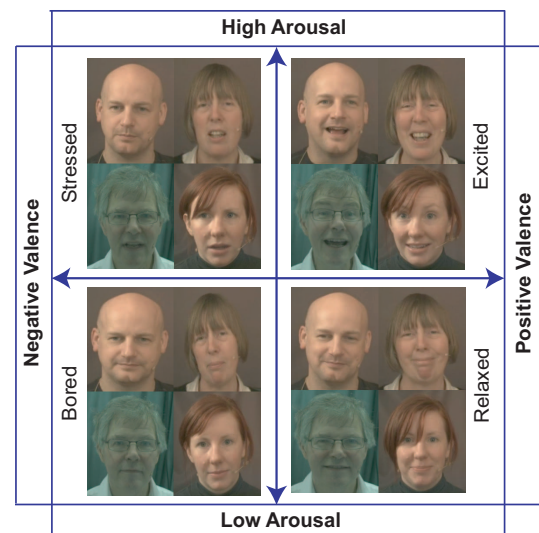 High Arousal
Stressed
Excited
Negative Valence
Positive Valence
Bored
Relaxed
Low Arousal